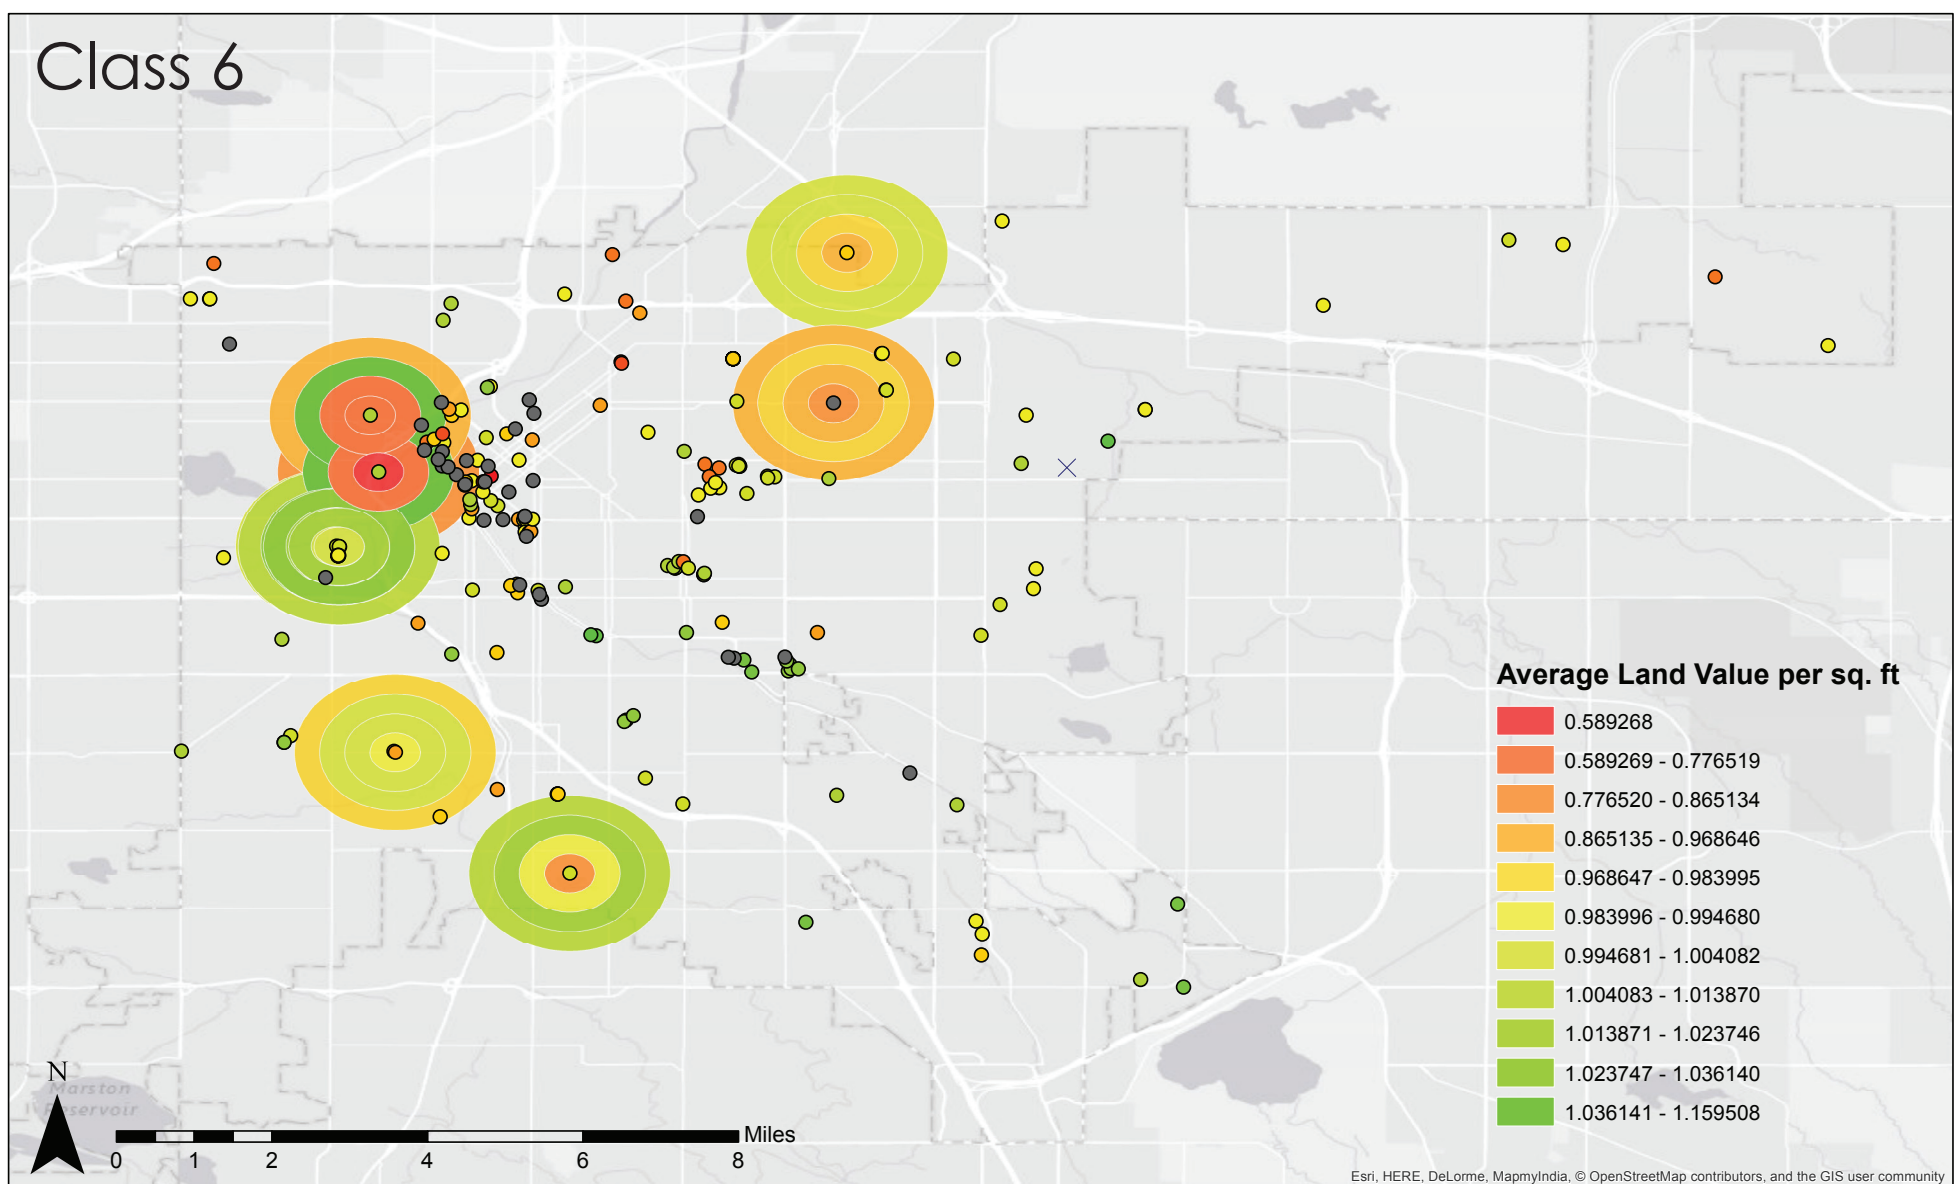 Class 6
Average Land Value per sq. ft
0.589268
0.589269 - 0.776519
0.776520 - 0.865134
0.865135 - 0.968646
0.968647 - 0.983995
0.983996 - 0.994680
0.994681 - 1.004082
1.004083 - 1.013870
1.013871 - 1.023746
1.023747 - 1.036140
1.036141 - 1.159508
N
Marston
Reservoir
Miles
0 1 2 4 6 8
Esri, HERE, DeLorme, MapmyIndia, © OpenStreetMap contributors, and the GIS user community